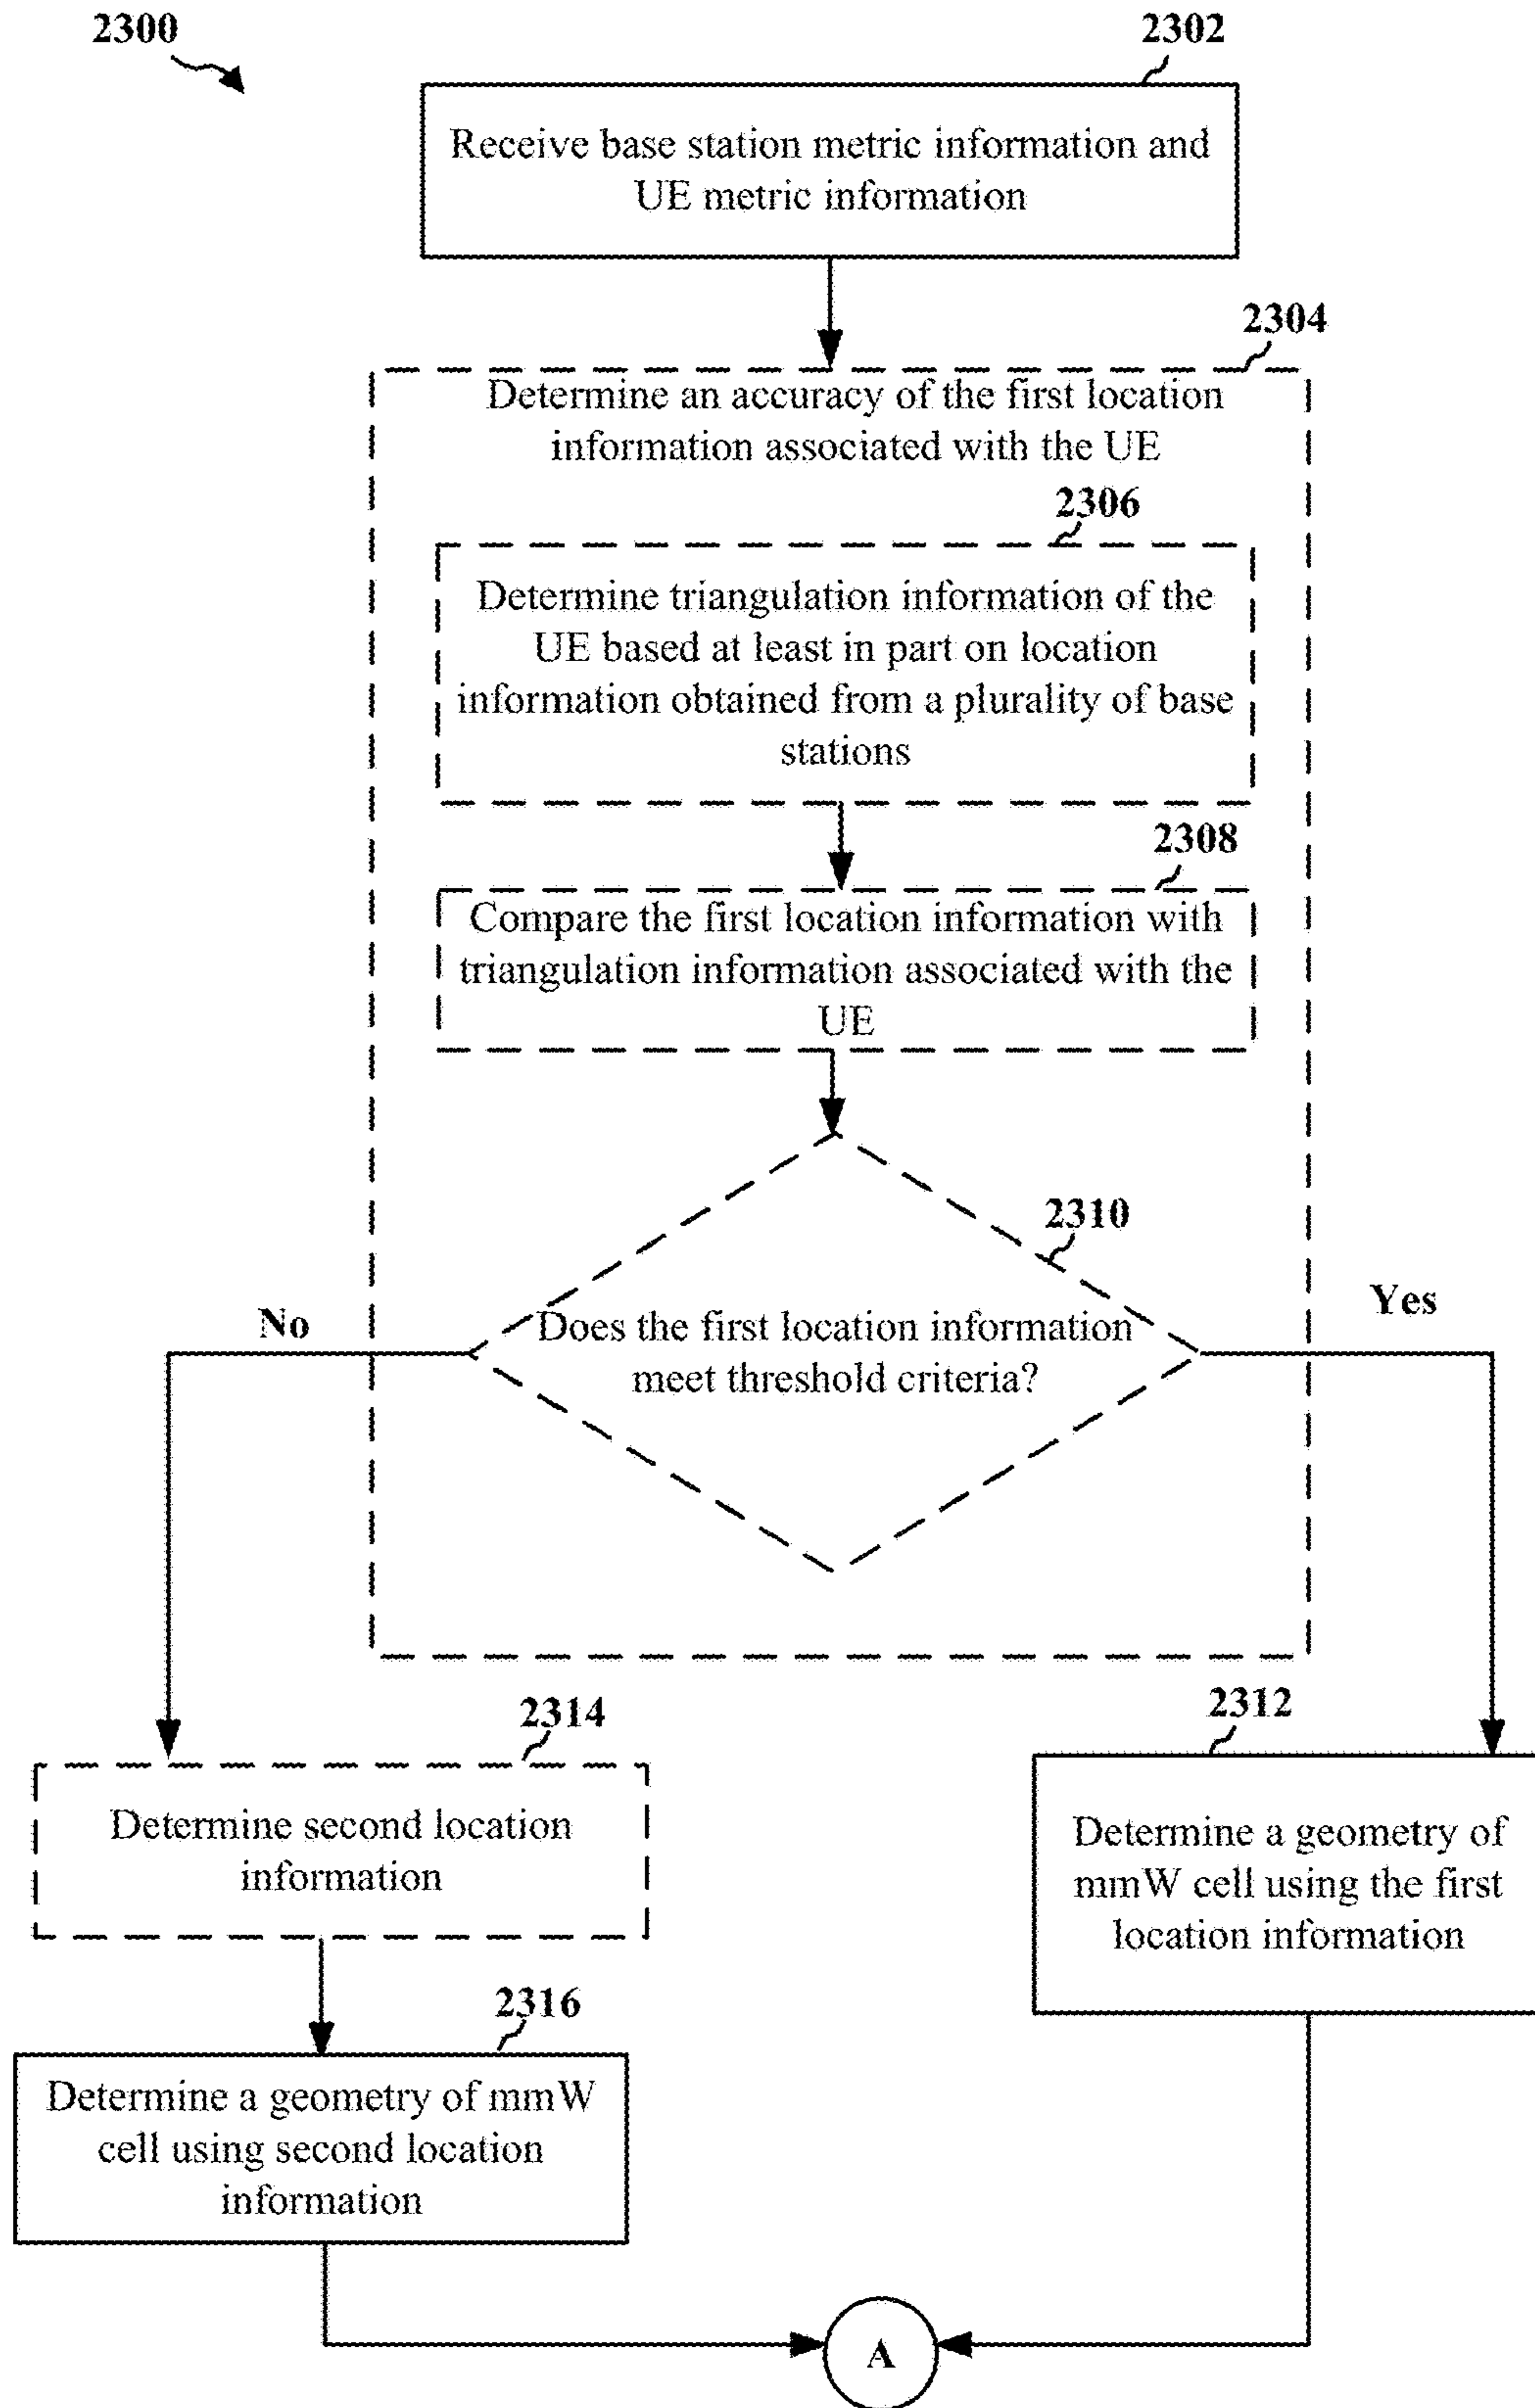 2300
2302
Receive base station metric information and
UE metric information
2304
Determine an accuracy of the first location
information associated with the UE
2306
Determine triangulation information of the
UE based at least in part on location
information obtained from a plurality of base
stations
2308
Compare the first location information with
triangulation information associated with the
UE
2310
Does the first location information
meet threshold criteria?
No
Yes
2314
Determine second location
information
2312
Determine a geometry of
mmW cell using the first
location information
2316
Determine a geometry of mmW
cell using second location
information
A